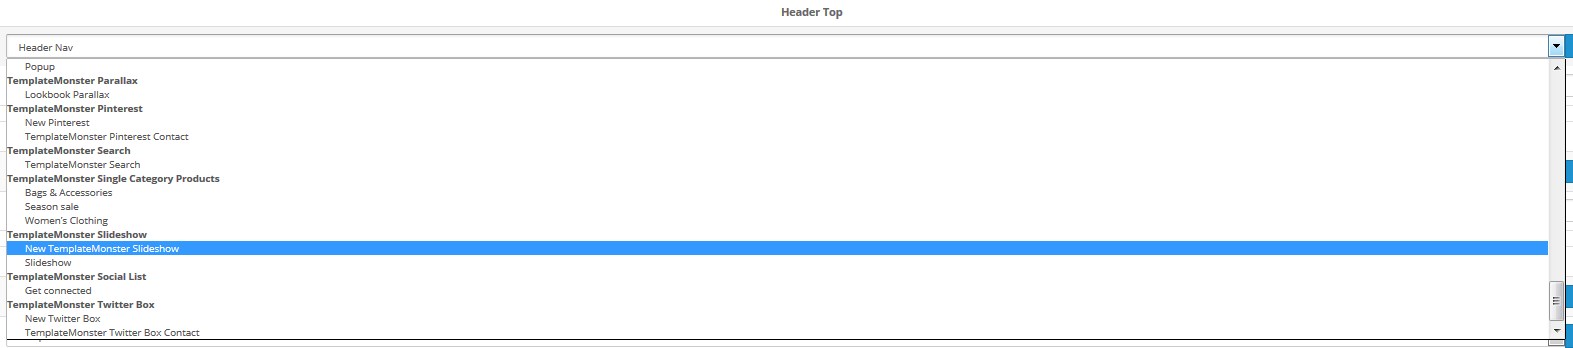 Header Top
Header Nav
Popup
TemplateMonster Parallax
Lookbook Parallax
TemplateMonster Pinterest
New Pinterest
TemplateMonster Pinterest Contact
TemplateMonster Search
TemplateMonster Search
TemplateMonster Single Category Products
Bags & Accessories
Season sale
Women's Clothing
TemplateMonster Slideshow
New TemplateMonster Slideshow
Slideshow
TemplateMonster Social List
Get connected
TemplateMonster Twitter Box
New Twitter Box
TemplateMonster Twitter Box Contact